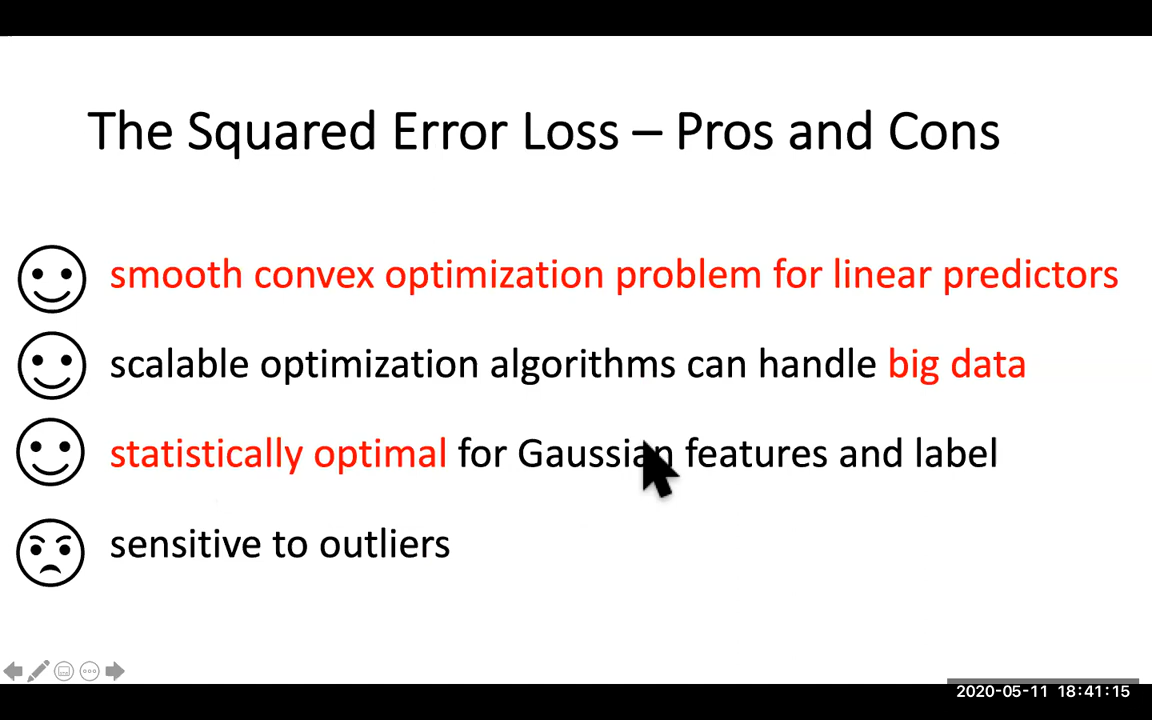 The Squared Error Loss – Pros and Cons
smooth convex optimization problem for linear predictors
scalable optimization algorithms can handle big data
statistically optimal for Gaussian features and label
sensitive to outliers
2020-05-11 18:41:15